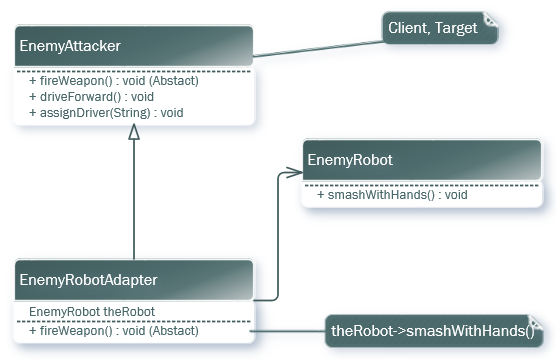 EnemyAttacker
+ fireWeapon() : void (Abstact)
+ driveForward() : void
+ assignDriver(String) : void
Client, Target
EnemyRobot
+ smashWithHands() : void
EnemyRobotAdapter
EnemyRobot theRobot
+ fireWeapon() : void (Abstact)
theRobot->smashWithHands()